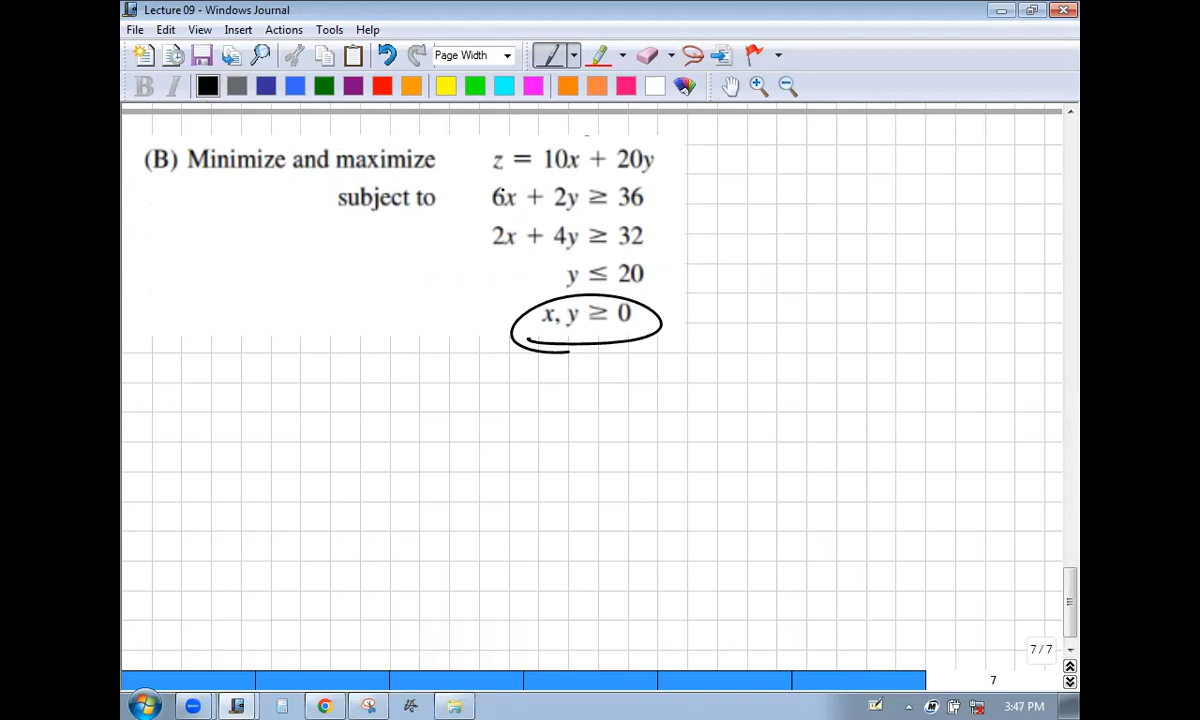 Lecture 09 - Windows Journal
File Edit View Insert Actions Tools Help
Page Width
B I
(B) Minimize and maximize z = 10x + 20y
subject to 6x + 2y ≥ 36
2x + 4y ≥ 32
y ≤ 20
x, y ≥ 0
7 / 7
7
3:47 PM